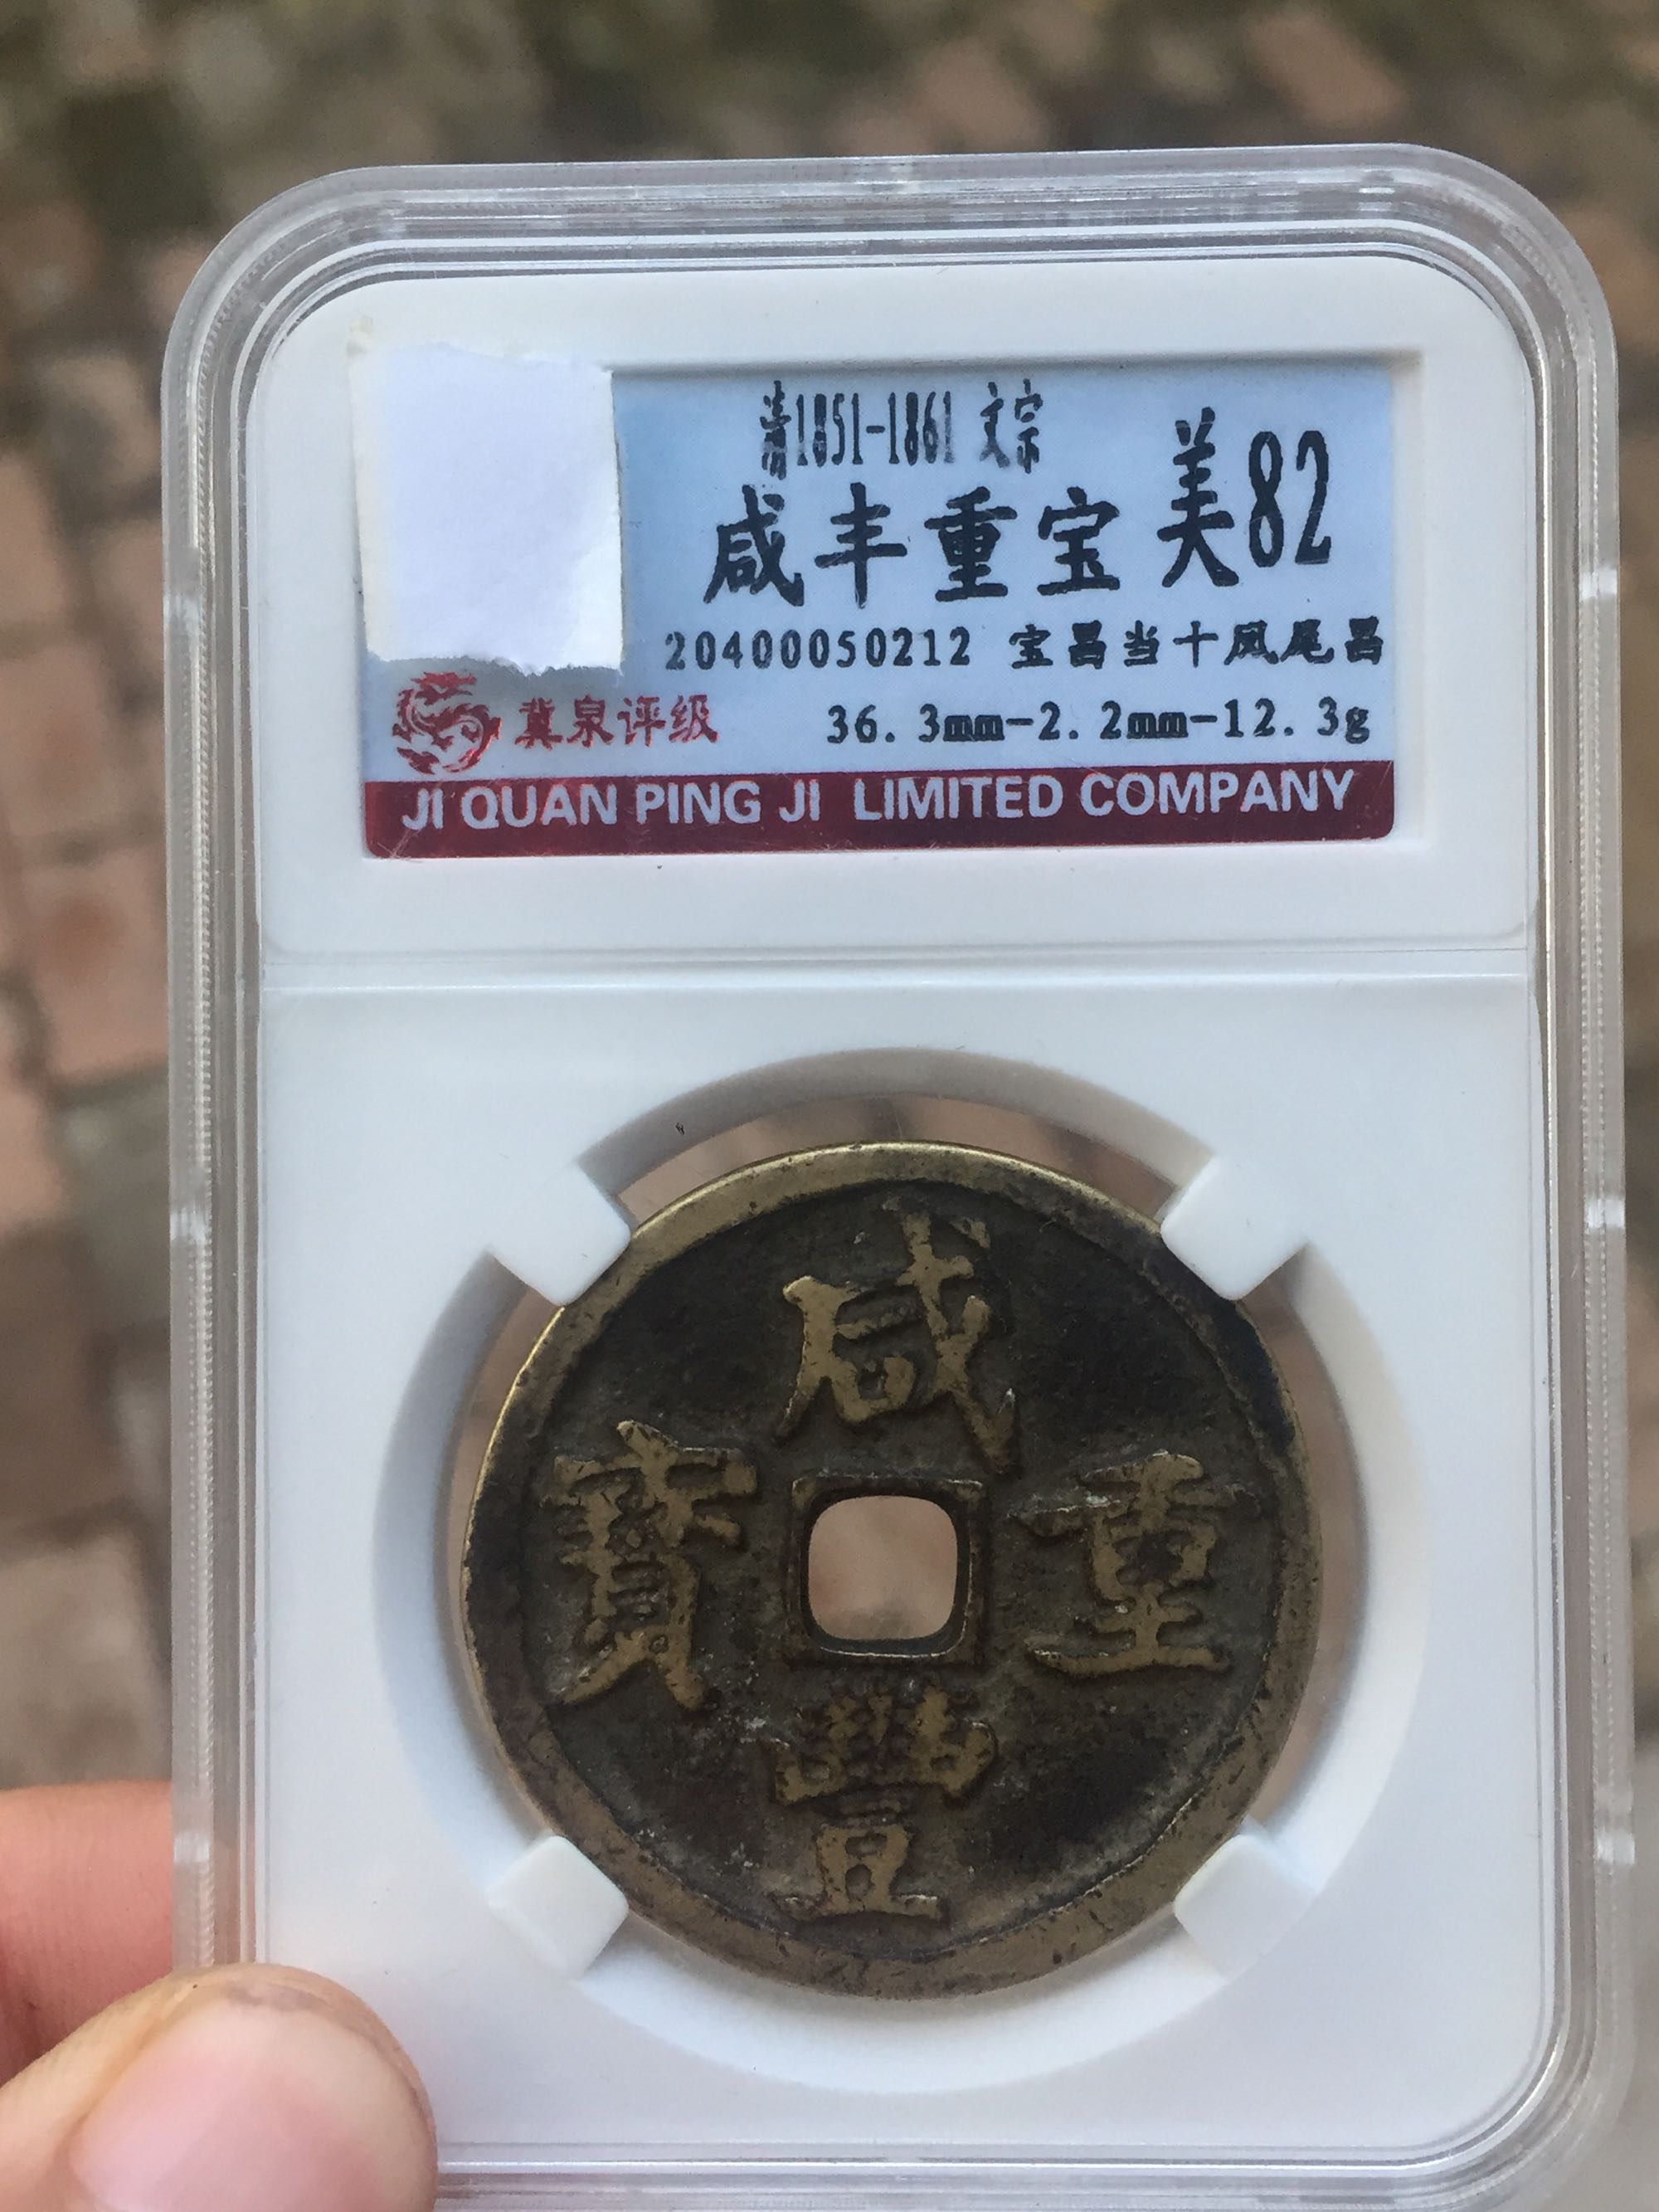 清1851-1861 文宗
咸丰重宝 美82
20400050212 宝昌当十凤尾昌
冀泉评级 36.3mm-2.2mm-12.3g
JI QUAN PING JI LIMITED COMPANY
咸
寶 重
豐